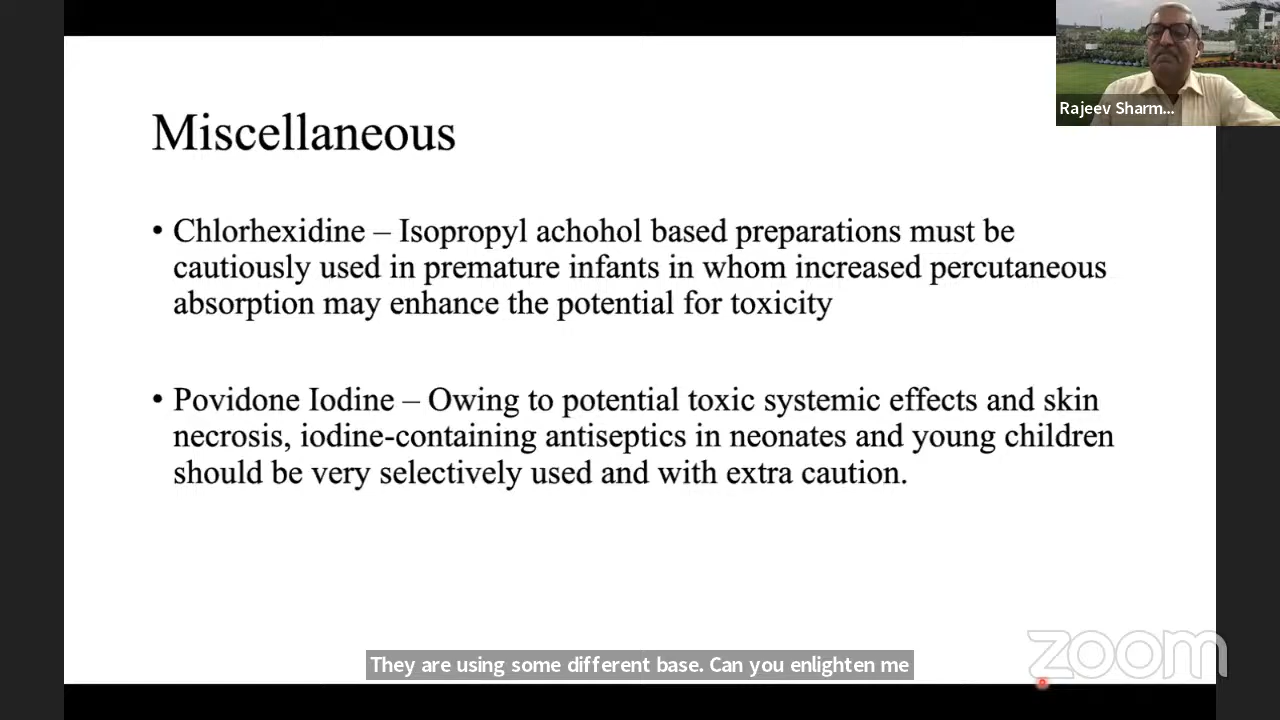 Rajeev Sharm...
Miscellaneous
• Chlorhexidine – Isopropyl achohol based preparations must be
cautiously used in premature infants in whom increased percutaneous
absorption may enhance the potential for toxicity
• Povidone Iodine – Owing to potential toxic systemic effects and skin
necrosis, iodine-containing antiseptics in neonates and young children
should be very selectively used and with extra caution.
zoom
They are using some different base. Can you enlighten me